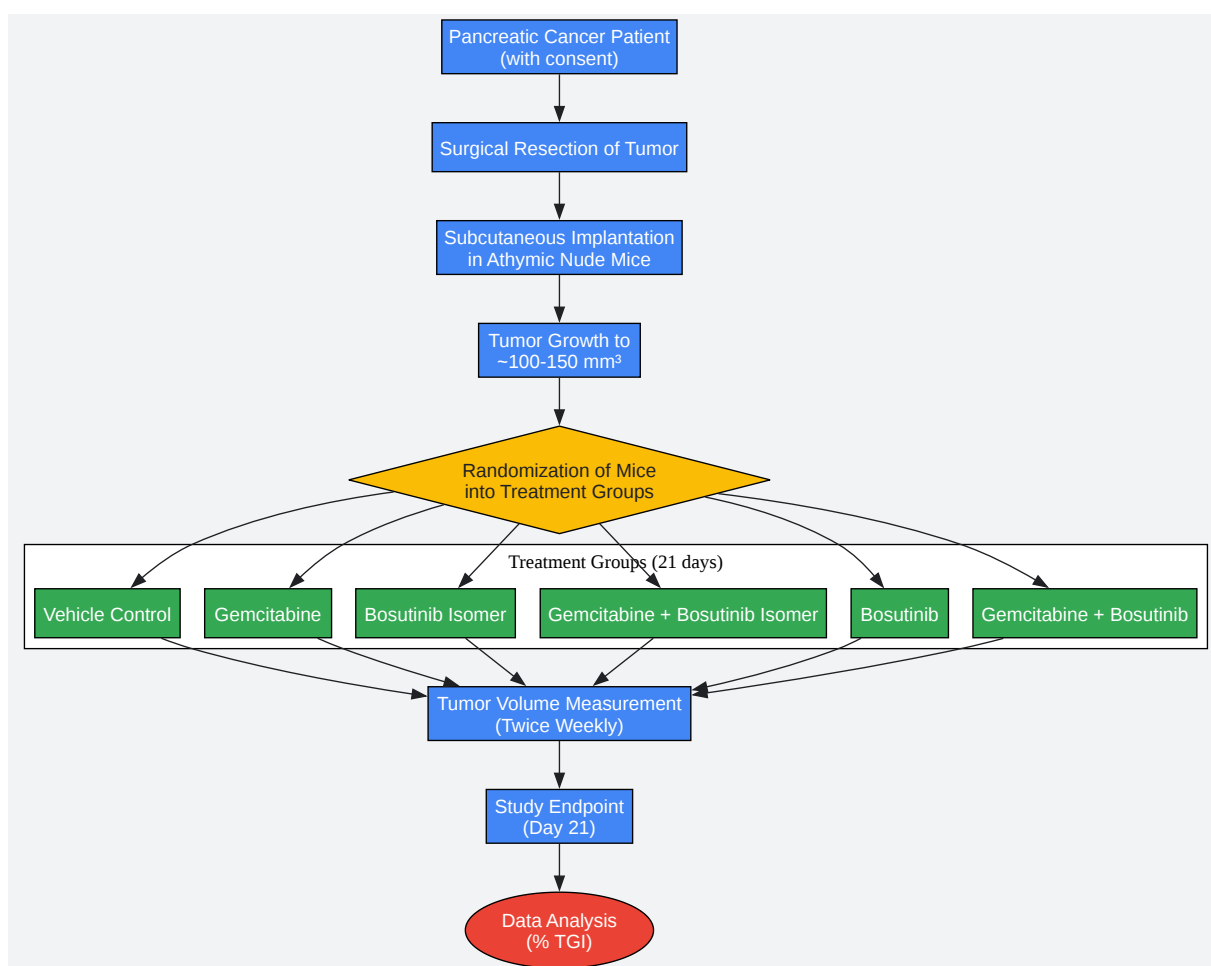 Pancreatic Cancer Patient
(with consent)
Surgical Resection of Tumor
Subcutaneous Implantation
in Athymic Nude Mice
Tumor Growth to
~100-150 mm³
Randomization of Mice
into Treatment Groups
Treatment Groups (21 days)
Vehicle Control
Gemcitabine
Bosutinib Isomer
Gemcitabine + Bosutinib Isomer
Bosutinib
Gemcitabine + Bosutinib
Tumor Volume Measurement
(Twice Weekly)
Study Endpoint
(Day 21)
Data Analysis
(% TGI)